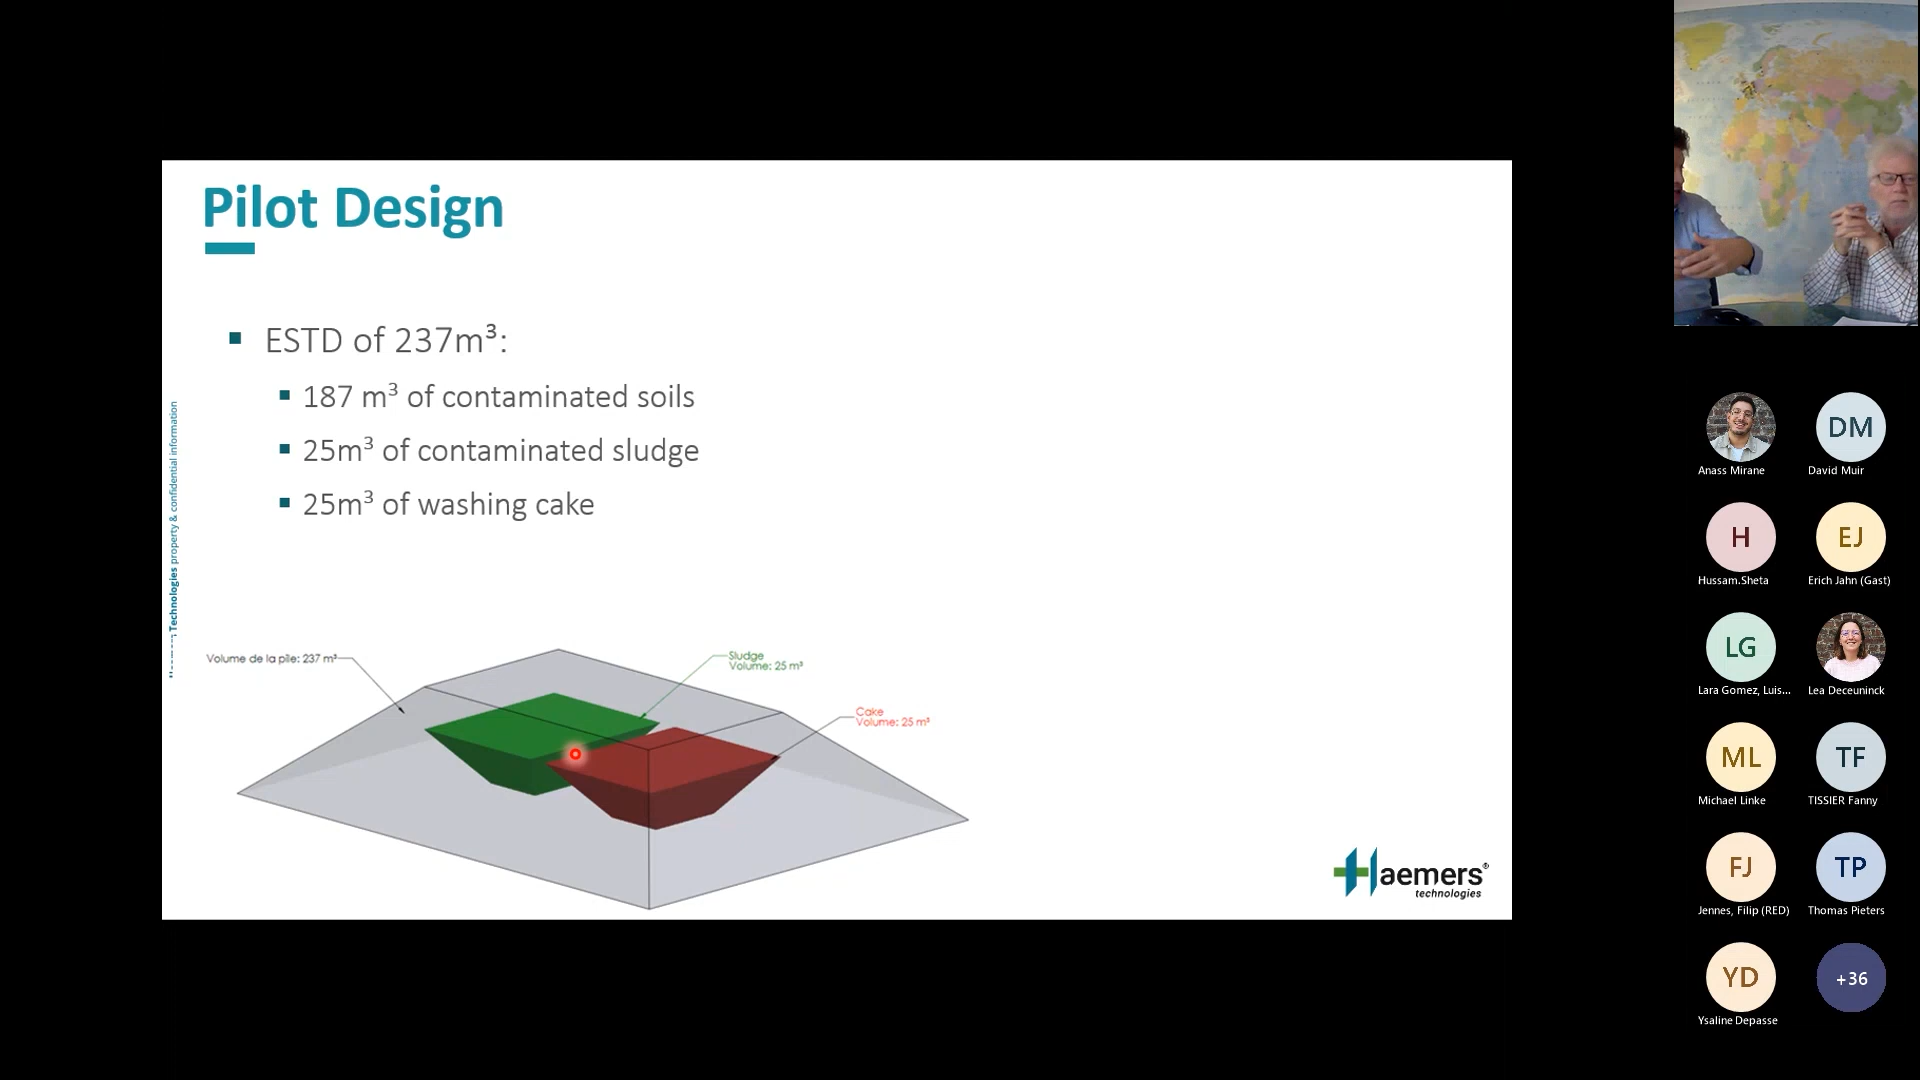 Pilot Design
ESTD of 237m³:
187 m³ of contaminated soils
25m³ of contaminated sludge
25m³ of washing cake
Technologies property & confidential information
Volume de la pile: 237 m³
Sludge
Volume: 25 m³
Cake
Volume: 25 m³
Haemers®
technologies
Anass Mirane
DM
David Muir
H
Hussam.Sheta
EJ
Erich Jahn (Gast)
LG
Lara Gomez, Luis...
Lea Deceuninck
ML
Michael Linke
TF
TISSIER Fanny
FJ
Jennes, Filip (RED)
TP
Thomas Pieters
YD
Ysaline Depasse
+36